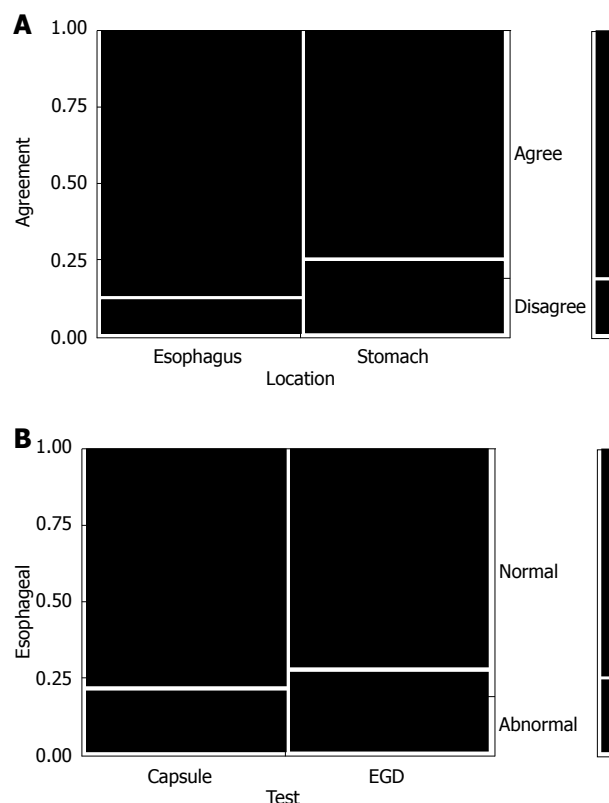 A
1.00
0.75
0.50
0.25
0.00
Agreement
Agree
Disagree
Esophagus
Stomach
Location
B
1.00
0.75
0.50
0.25
0.00
Esophageal
Normal
Abnormal
Capsule
EGD
Test